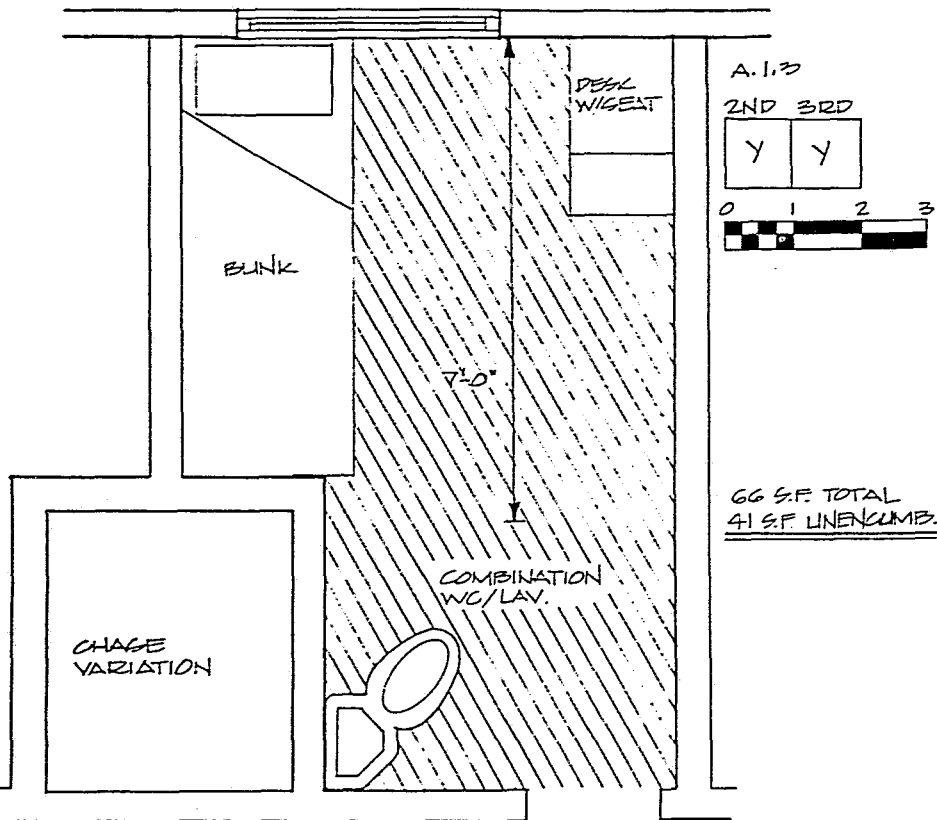 DESK
W/SEAT
A.1.3
2ND 3RD
Y Y
0 1 2 3
BUNK
7'-0"
66 S.F. TOTAL
41 S.F. UNENCUMB.
COMBINATION
WC/LAV.
CHASE
VARIATION